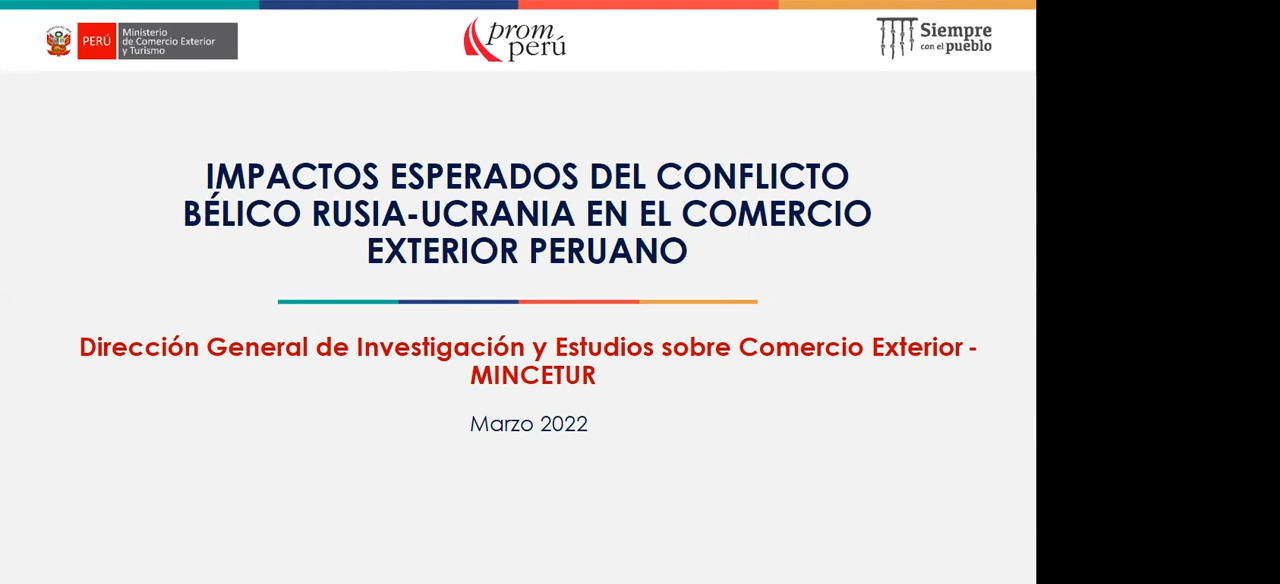 PERÚ
Ministerio
de Comercio Exterior
y Turismo
prom
perú
Siempre
con el pueblo
IMPACTOS ESPERADOS DEL CONFLICTO
BÉLICO RUSIA-UCRANIA EN EL COMERCIO
EXTERIOR PERUANO
Dirección General de Investigación y Estudios sobre Comercio Exterior -
MINCETUR
Marzo 2022